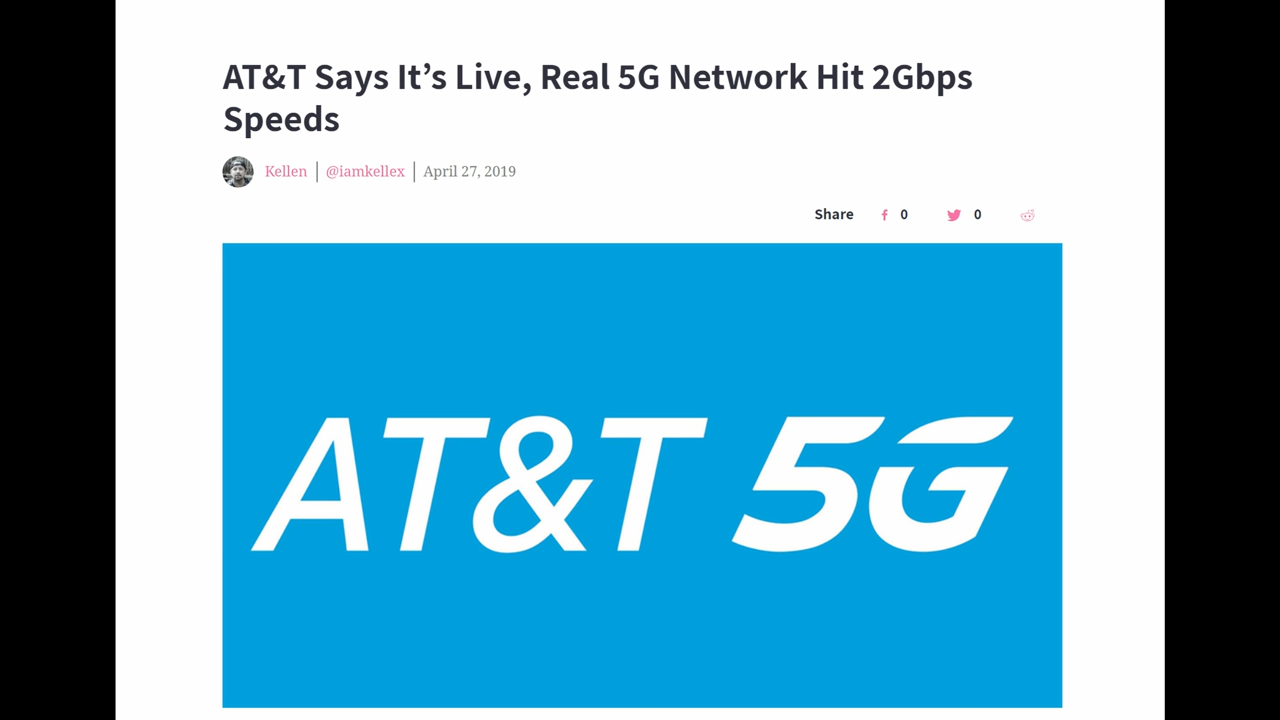 AT&T Says It’s Live, Real 5G Network Hit 2Gbps
Speeds
Kellen | @iamkellex | April 27, 2019
Share 0 0
AT&T 5G